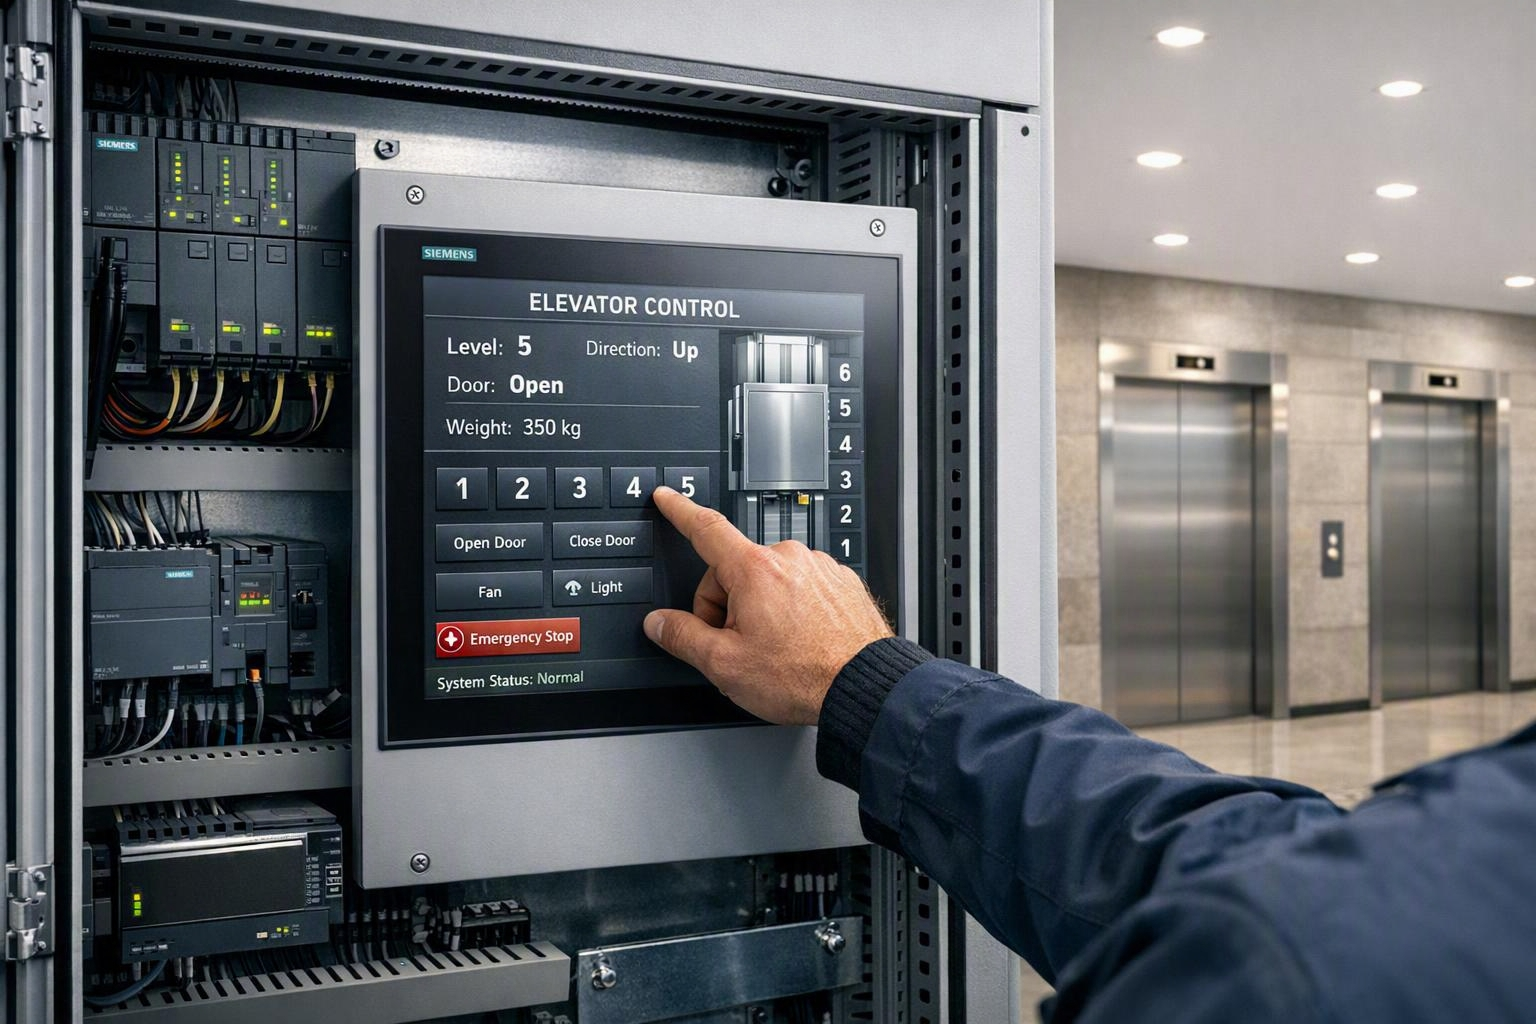 SIEMENS
SIEMENS
ELEVATOR CONTROL
Level: 5 Direction: Up
Door: Open
Weight: 350 kg
1 2 3 4 5
Open Door Close Door
Fan Light
Emergency Stop
System Status: Normal
6
5
4
3
2
1
SIEMENS